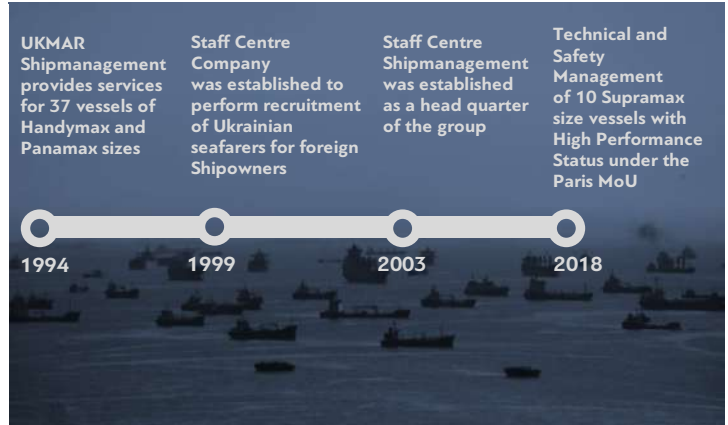 UKMAR
Shipmanagement
provides services
for 37 vessels of
Handymax and
Panamax sizes
Staff Centre
Company
was established to
perform recruitment
of Ukrainian
seafarers for foreign
Shipowners
Staff Centre
Shipmanagement
was established
as a head quarter
of the group
Technical and
Safety
Management
of 10 Supramax
size vessels with
High Performance
Status under the
Paris MoU
1994
1999
2003
2018